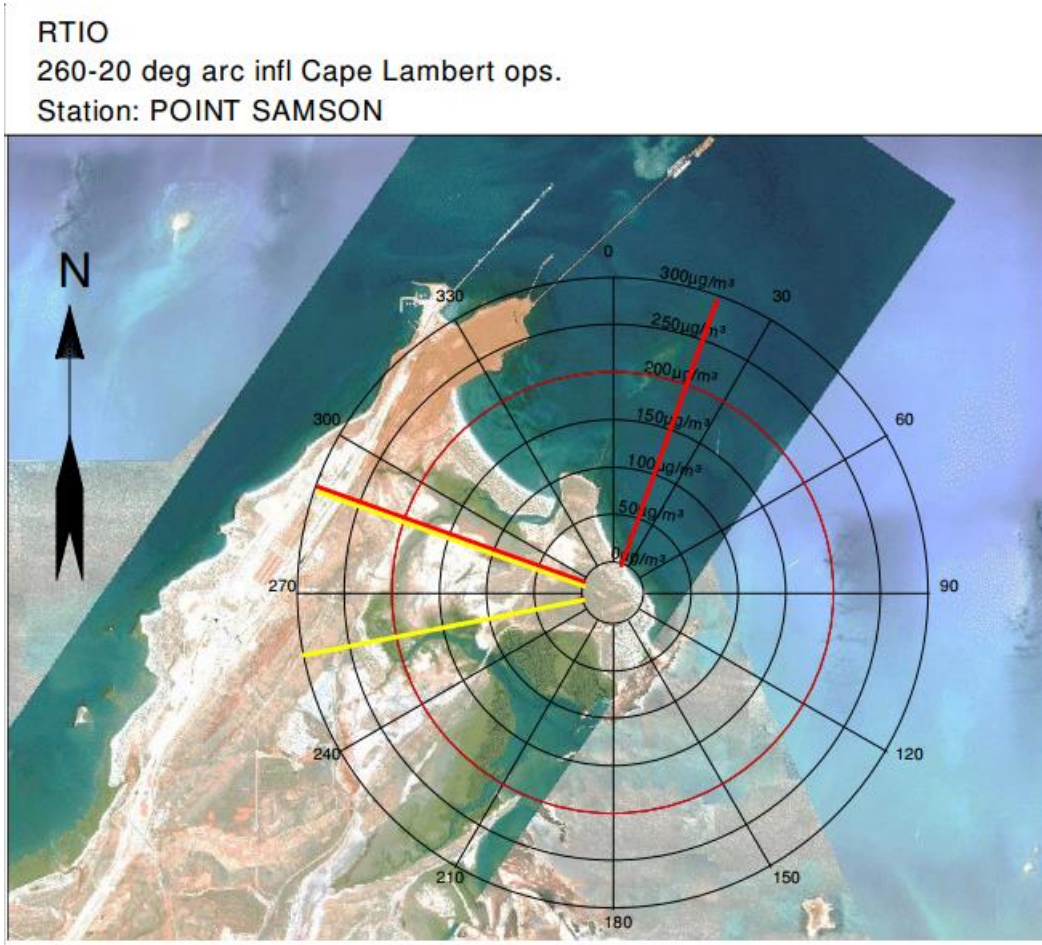 RTIO
260-20 deg arc infl Cape Lambert ops.
Station: POINT SAMSON
N
0
30
60
90
120
150
180
210
240
270
300
330
300µg/m³
250µg/m³
200µg/m³
150µg/m³
100µg/m³
50µg/m³
0µg/m³